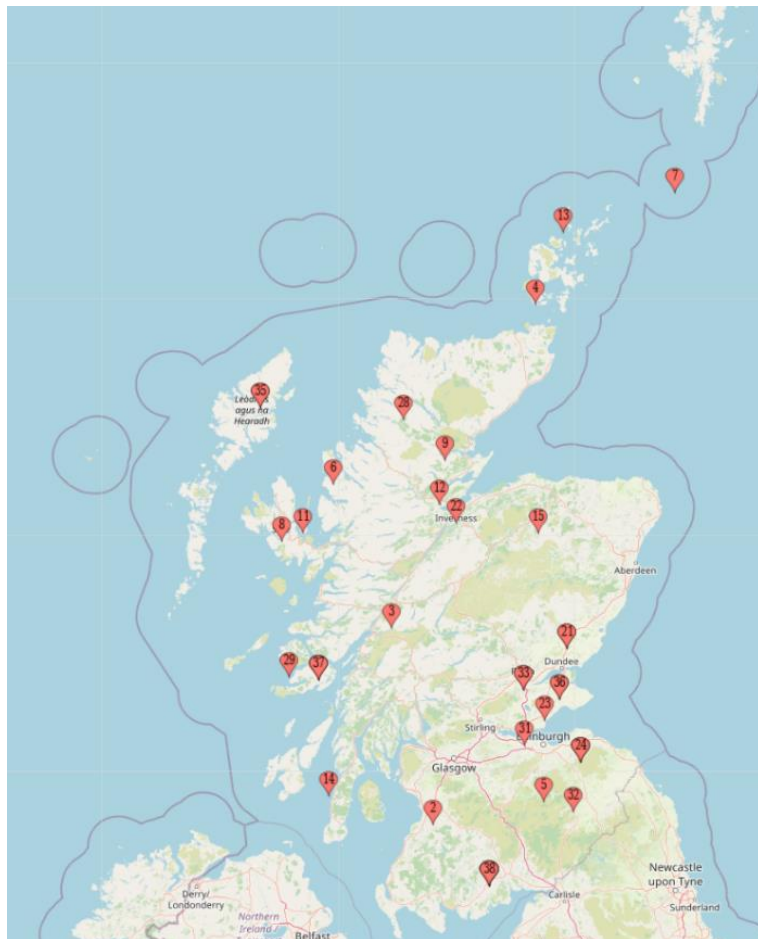 7
13
4
35
Leòdhas
agus na
Hearadh
28
9
6
12
22
Inverness
11
8
15
Aberdeen
3
21
Dundee
29
37
33
36
23
Stirling
31
Edinburgh
24
Glasgow
14
5
32
2
38
Newcastle
upon Tyne
Carlisle
Sunderland
Derry/
Londonderry
Northern
Ireland
Belfast